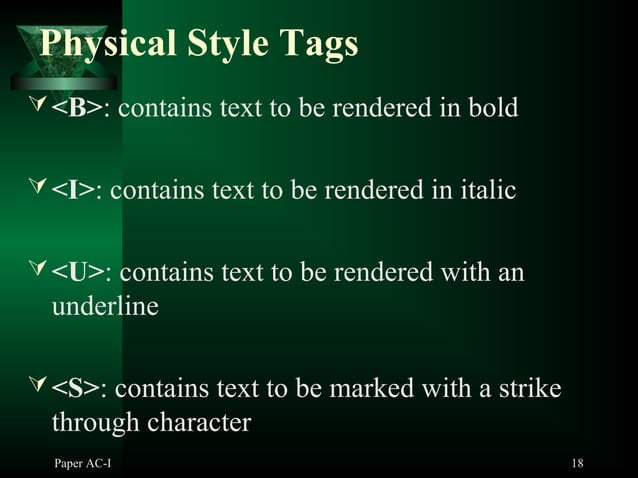 Physical Style Tags
<B>: contains text to be rendered in bold
<I>: contains text to be rendered in italic
<U>: contains text to be rendered with an
underline
<S>: contains text to be marked with a strike
through character
Paper AC-I 18